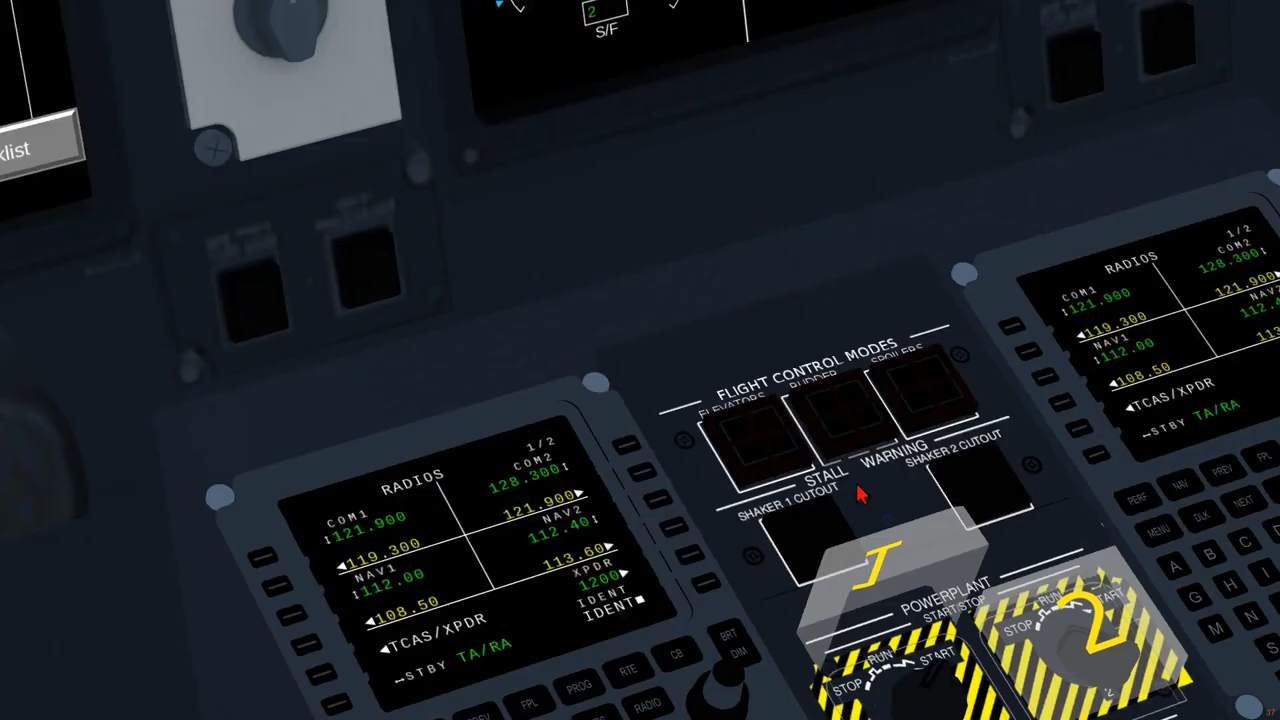 2
S/F
klist
RADIOS
1/2
COM1
COM2
↕121.900
128.300↕
◀119.300
121.900▶
NAV1
NAV2
↕112.00
112.40↕
◀108.50
113.60▶
XPDR
1200▶
◀TCAS/XPDR
IDENT
IDENT■
←STBY TA/RA
FLIGHT CONTROL MODES
ELEVATORS
RUDDER
SPOILERS
STALL WARNING
SHAKER 1 CUTOUT
SHAKER 2 CUTOUT
POWERPLANT
START/STOP
1
STOP
RUN
START
2
STOP
RUN
START
RADIOS
1/2
COM1
COM2
↕121.900
128.300↕
◀119.300
121.900▶
NAV1
↕112.00
◀108.50
◀TCAS/XPDR
←STBY TA/RA
FPL
PROG
RTE
CB
BRT
DIM
RADIO
PERF
NAV
PREV
FPL
MENU
DLK
NEXT
A
B
C
G
H
I
M
N
S
37